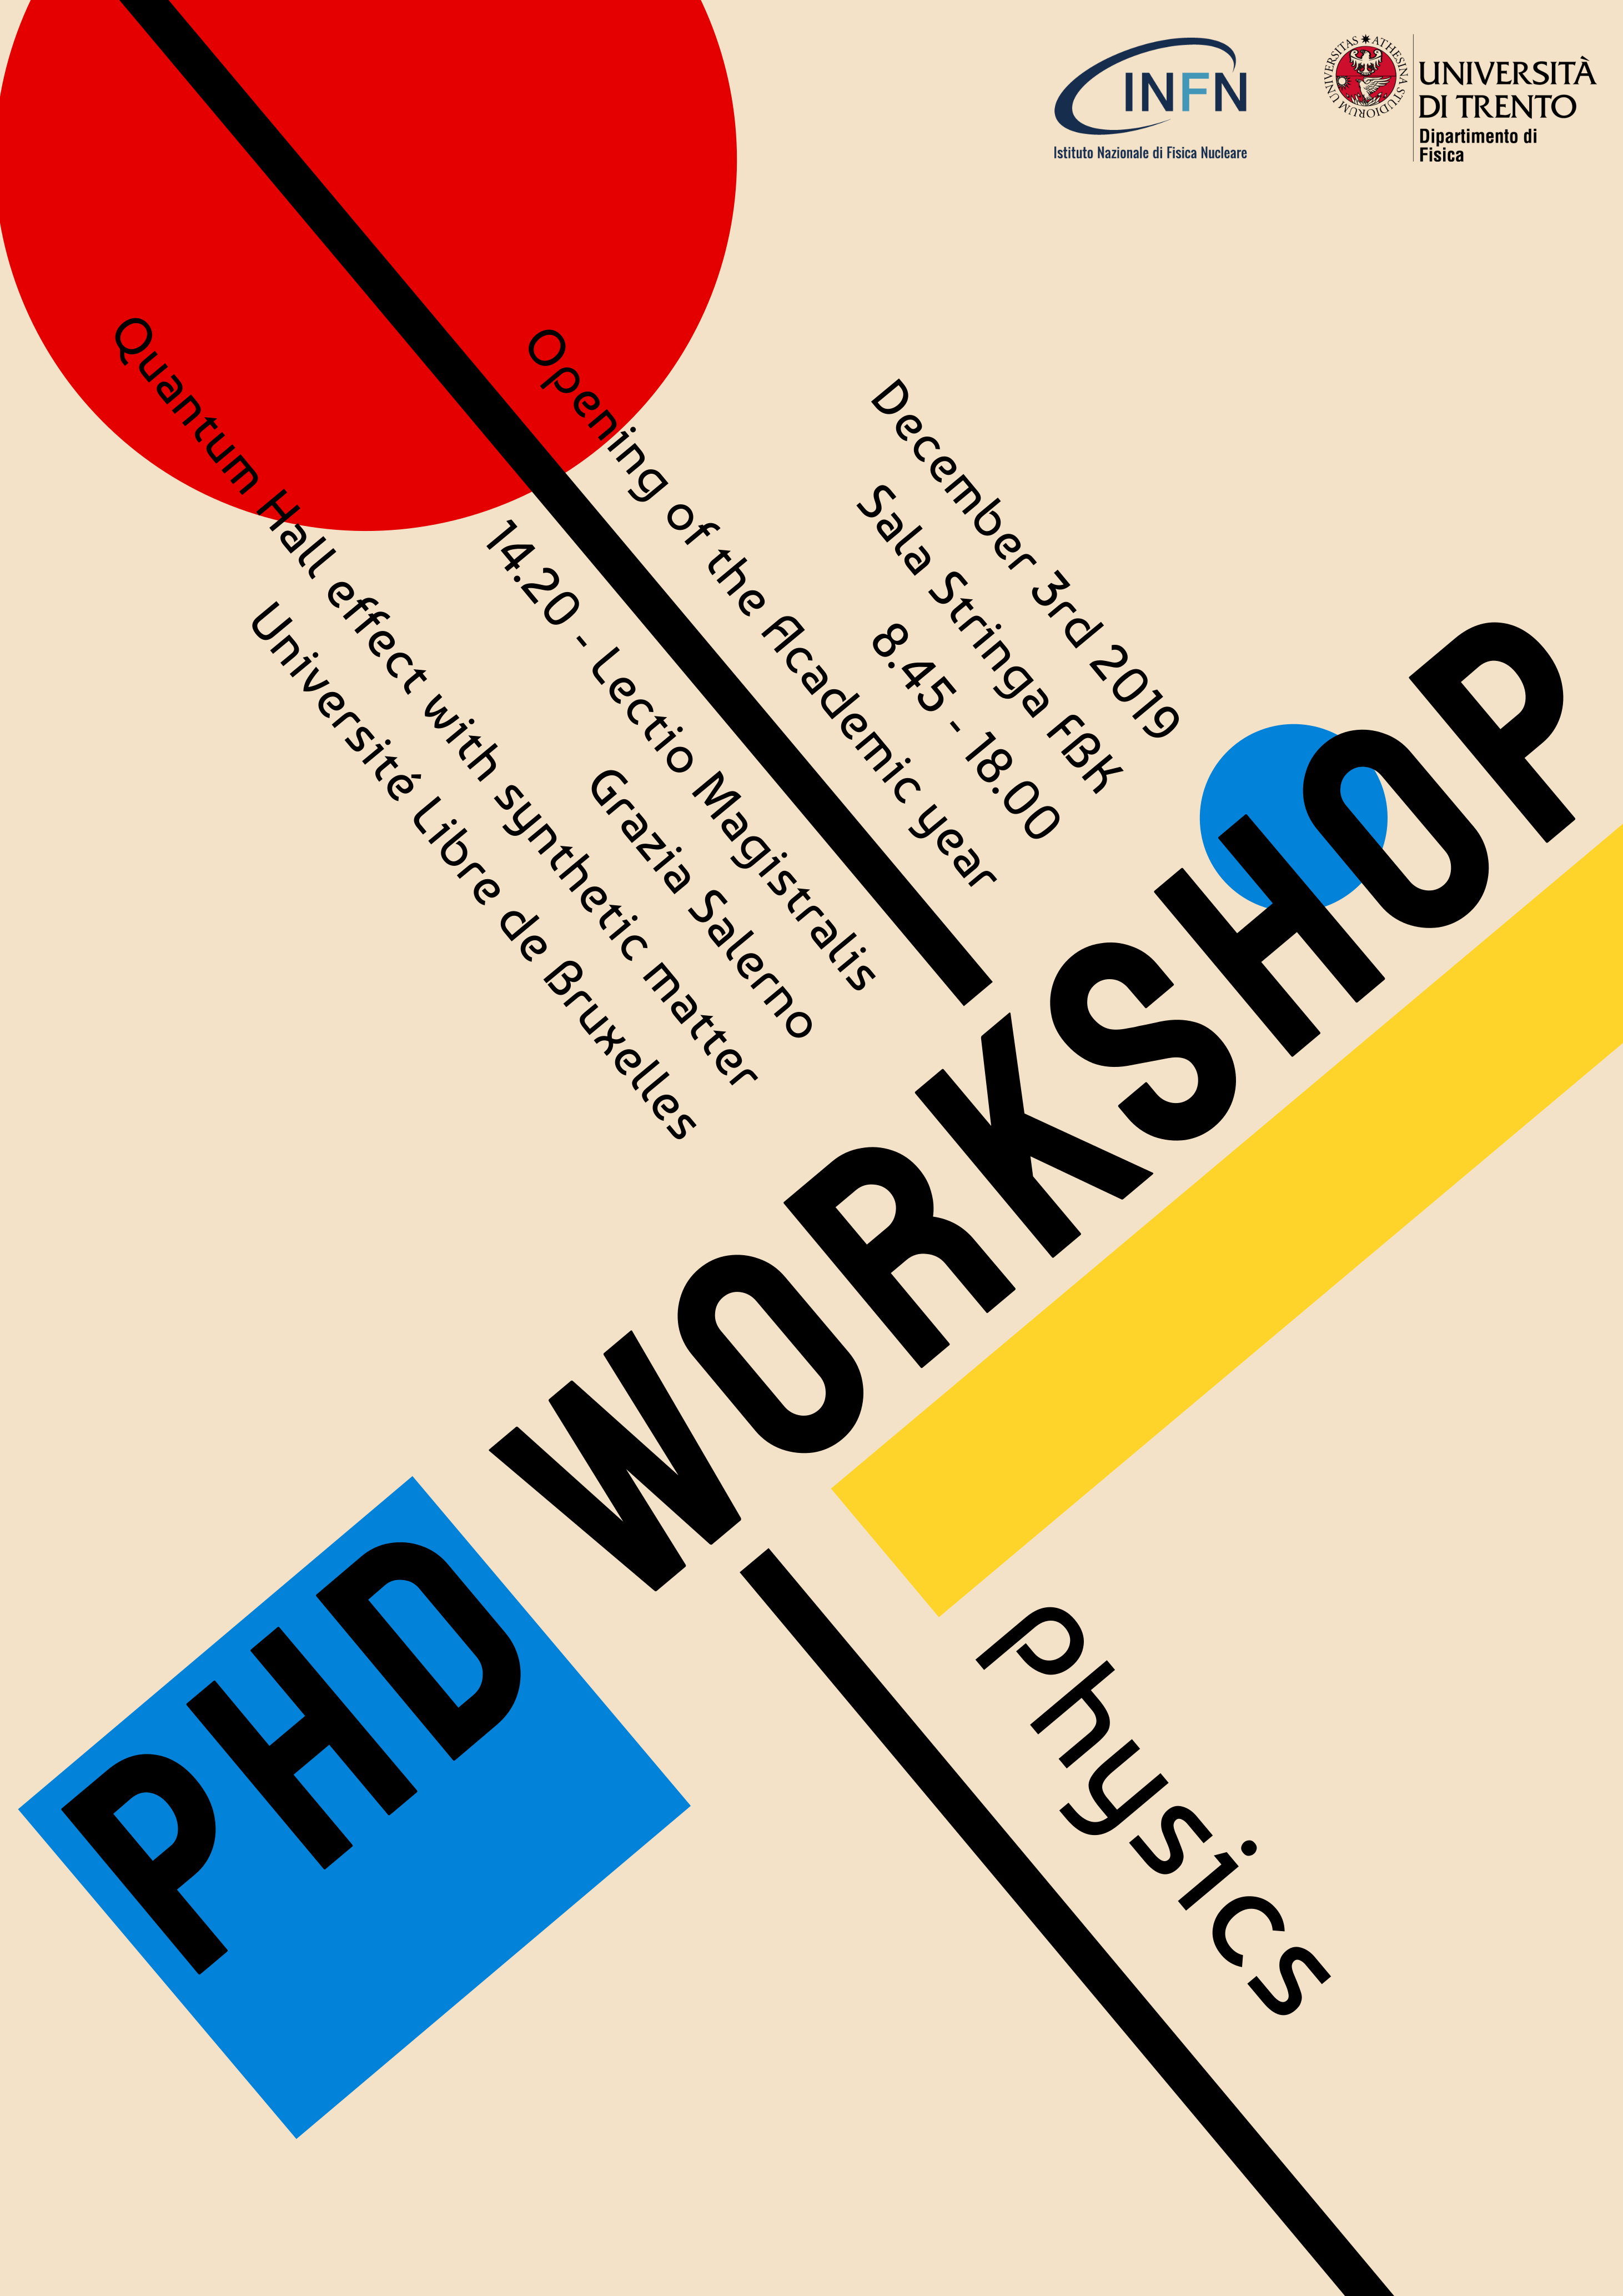 INFN
Istituto Nazionale di Fisica Nucleare
UNIVERSITAS ATHESINA STUDIORUM
UNIVERSITÀ
DI TRENTO
Dipartimento di
Fisica
December 3rd 2019
Sala Stringa FBK
8.45 - 18.00
Opening of the Academic year
14.20 - Lectio Magistralis
Grazia Salerno
Quantum Hall effect with synthetic matter
Université Libre de Bruxelles
PHD WORKSHOP
Physics